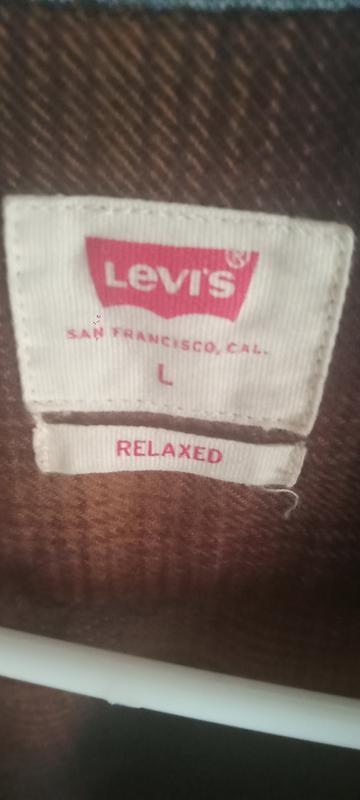 Levi's®
SAN FRANCISCO, CAL.
L
RELAXED